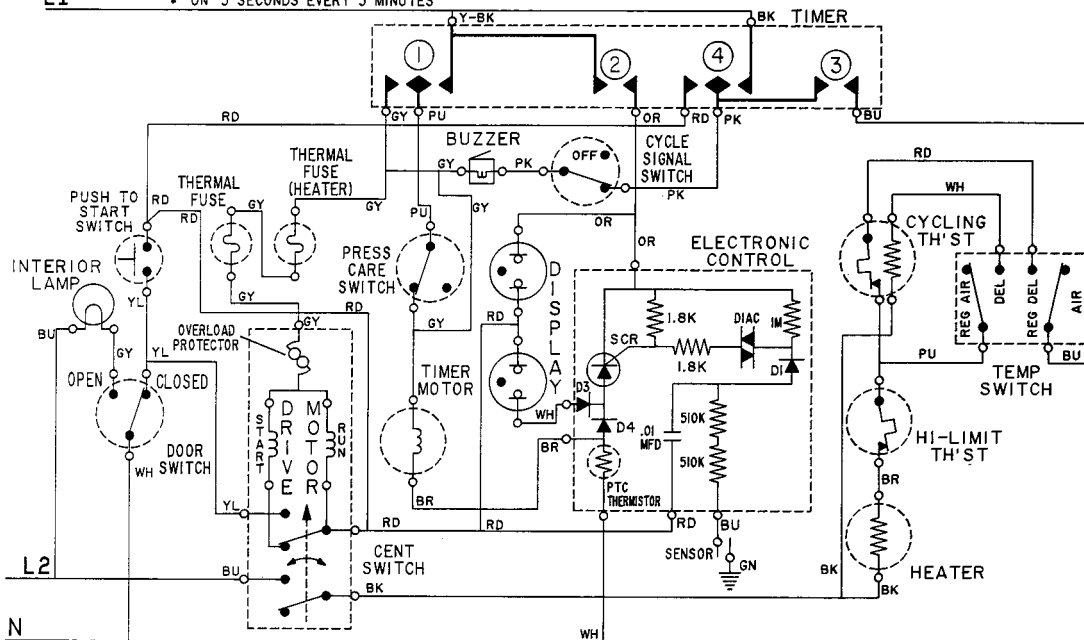 L1
* ON 5 SECONDS EVERY 5 MINUTES
Y-BK
BK
TIMER
1
2
4
3
GY
PU
OR
RD
PK
BU
RD
BUZZER
GY
PK
OFF
CYCLE
SIGNAL
SWITCH
PK
THERMAL
FUSE
(HEATER)
THERMAL
FUSE
GY
GY
PUSH TO
START
SWITCH
RD
RD
YL
INTERIOR
LAMP
BU
GY
YL
OPEN
CLOSED
DOOR
SWITCH
WH
GY
OVERLOAD
PROTECTOR
GY
DRIVE
MOTOR
START
RUN
YL
BU
CENT
SWITCH
RD
RD
BK
PU
GY
PRESS
CARE
SWITCH
GY
RD
TIMER
MOTOR
BR
OR
OR
DISPLAY
WH
BR
ELECTRONIC
CONTROL
1.8K
SCR
1.8K
DIAC
1M
D1
D3
D4
.01
MFD
510K
510K
PTC
THERMISTOR
RD
BU
SENSOR
GN
WH
RD
WH
CYCLING
TH'ST
REG AIR
DEL
REG DEL
AIR
PU
BU
TEMP
SWITCH
HI-LIMIT
TH'ST
BR
HEATER
BK
BK
L2
N